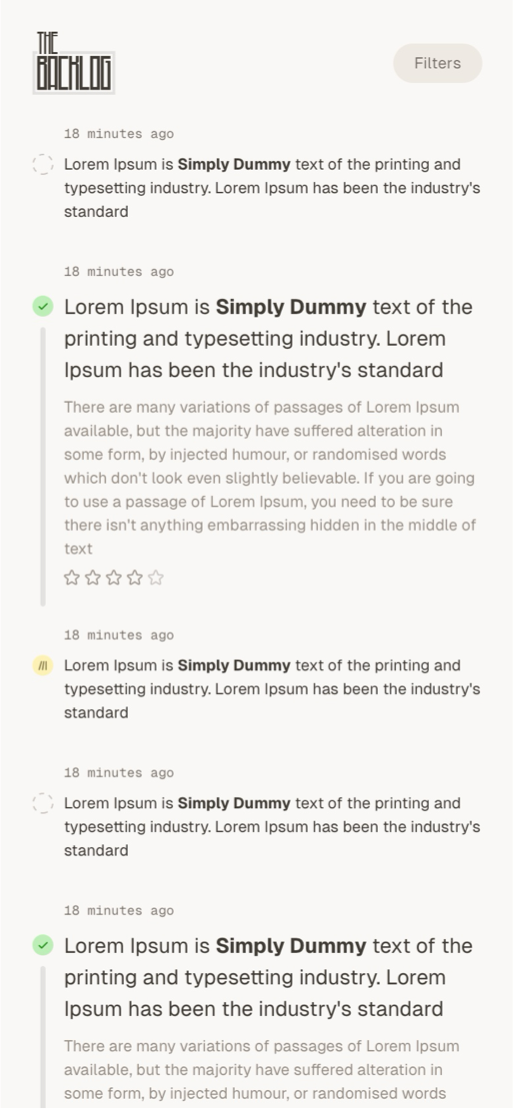 THE
BACKLOG
Filters
18 minutes ago
Lorem Ipsum is Simply Dummy text of the printing and
typesetting industry. Lorem Ipsum has been the industry's
standard
18 minutes ago
Lorem Ipsum is Simply Dummy text of the
printing and typesetting industry. Lorem
Ipsum has been the industry's standard
There are many variations of passages of Lorem Ipsum
available, but the majority have suffered alteration in
some form, by injected humour, or randomised words
which don't look even slightly believable. If you are going
to use a passage of Lorem Ipsum, you need to be sure
there isn't anything embarrassing hidden in the middle of
text
18 minutes ago
Lorem Ipsum is Simply Dummy text of the printing and
typesetting industry. Lorem Ipsum has been the industry's
standard
18 minutes ago
Lorem Ipsum is Simply Dummy text of the printing and
typesetting industry. Lorem Ipsum has been the industry's
standard
18 minutes ago
Lorem Ipsum is Simply Dummy text of the
printing and typesetting industry. Lorem
Ipsum has been the industry's standard
There are many variations of passages of Lorem Ipsum
available, but the majority have suffered alteration in
some form, by injected humour, or randomised words